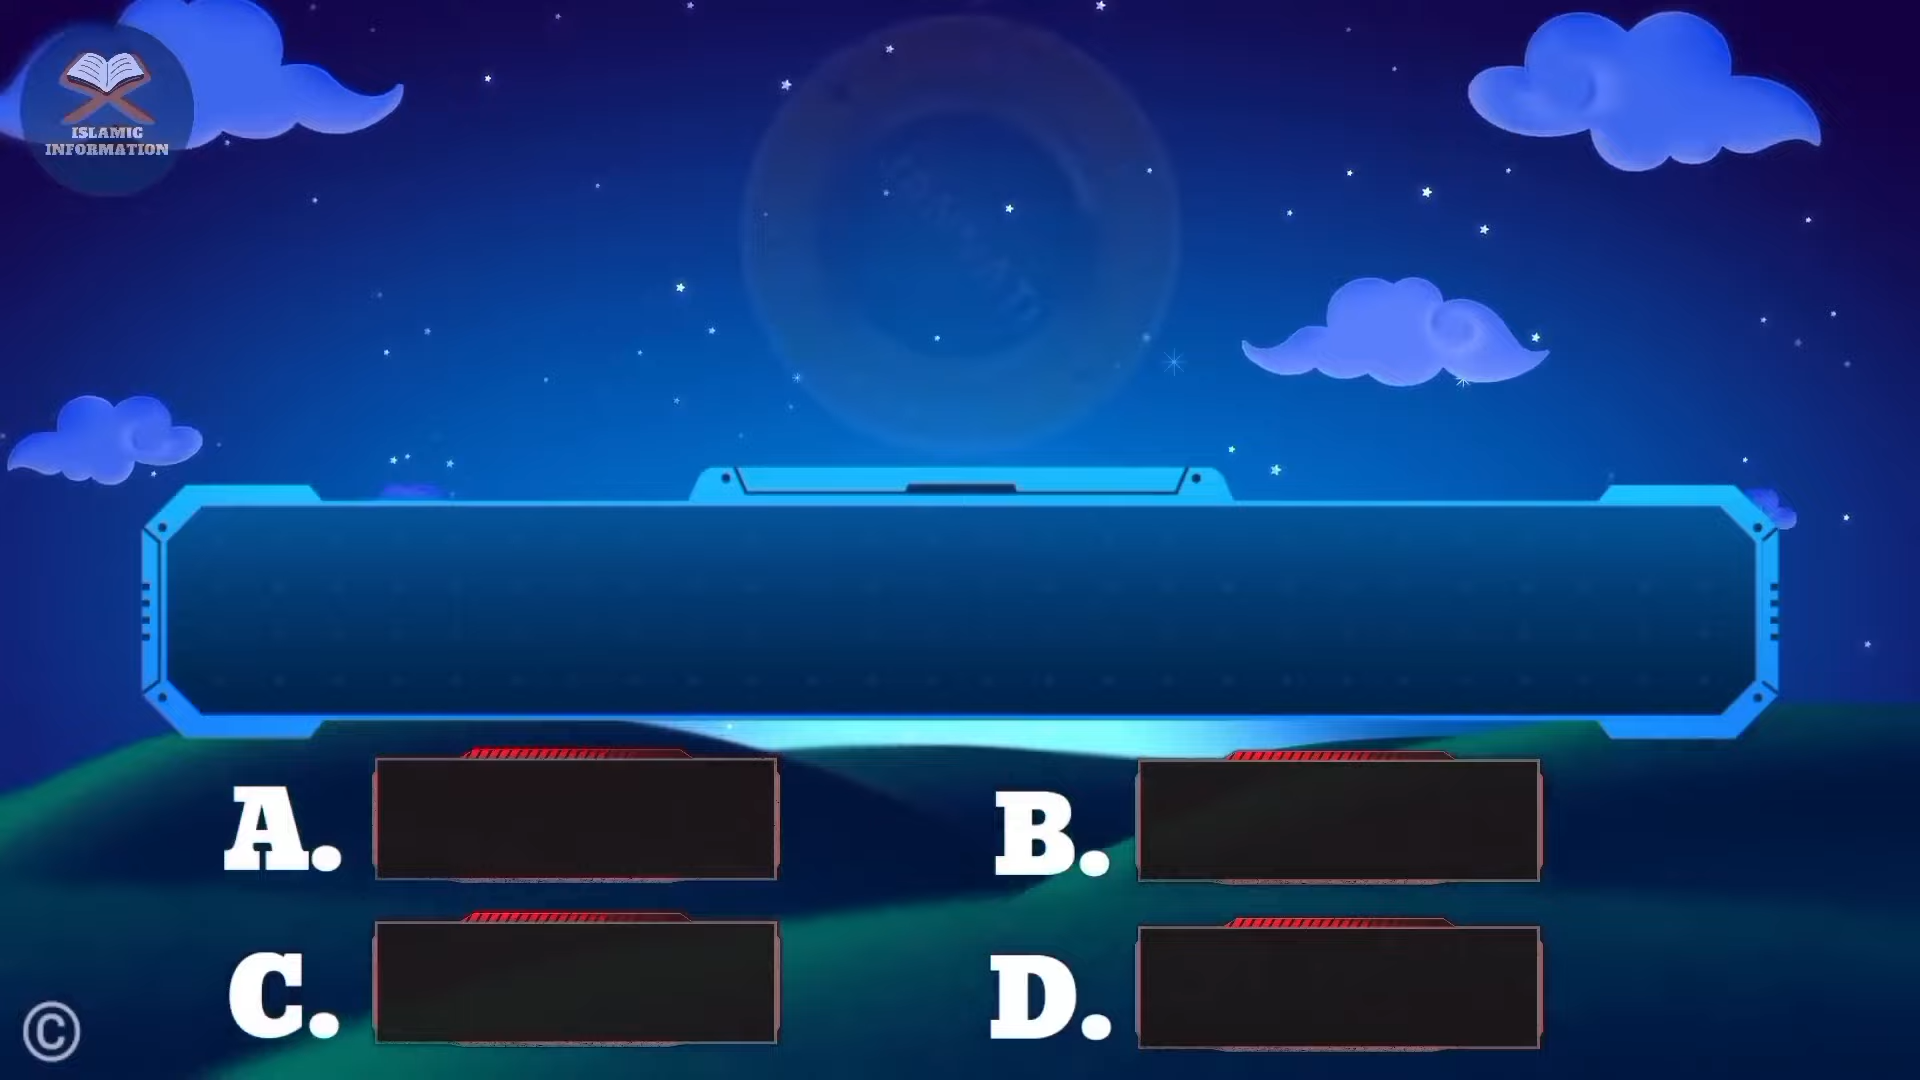 ISLAMIC
INFORMATION
A.
B.
C.
D.
©